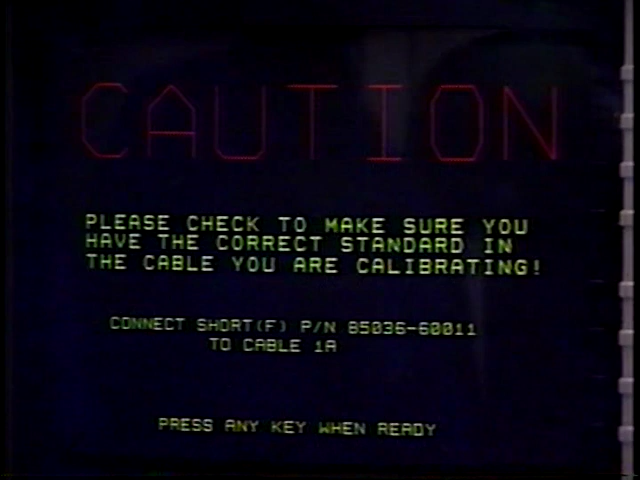 CAUTION
PLEASE CHECK TO MAKE SURE YOU
HAVE THE CORRECT STANDARD IN
THE CABLE YOU ARE CALIBRATING!
CONNECT SHORT(F) P/N 85036-60011
TO CABLE 1A
PRESS ANY KEY WHEN READY